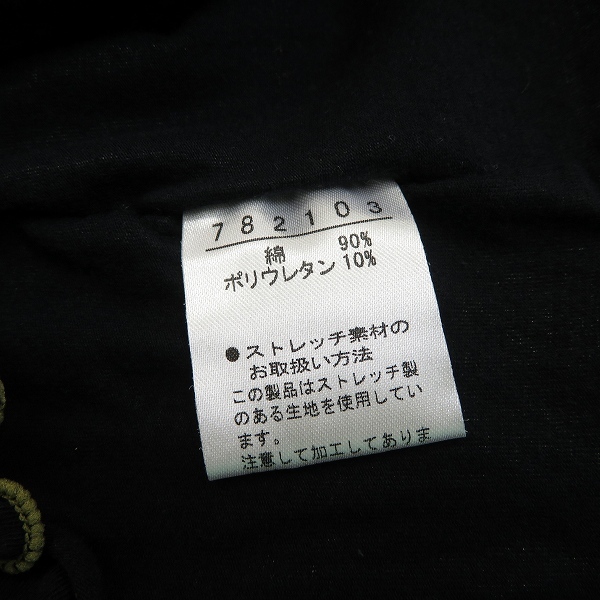 782103
綿 90%
ポリウレタン 10%
●ストレッチ素材の
お取扱い方法
この製品はストレッチ製
のある生地を使用してい
ます。
注意して加工してありま